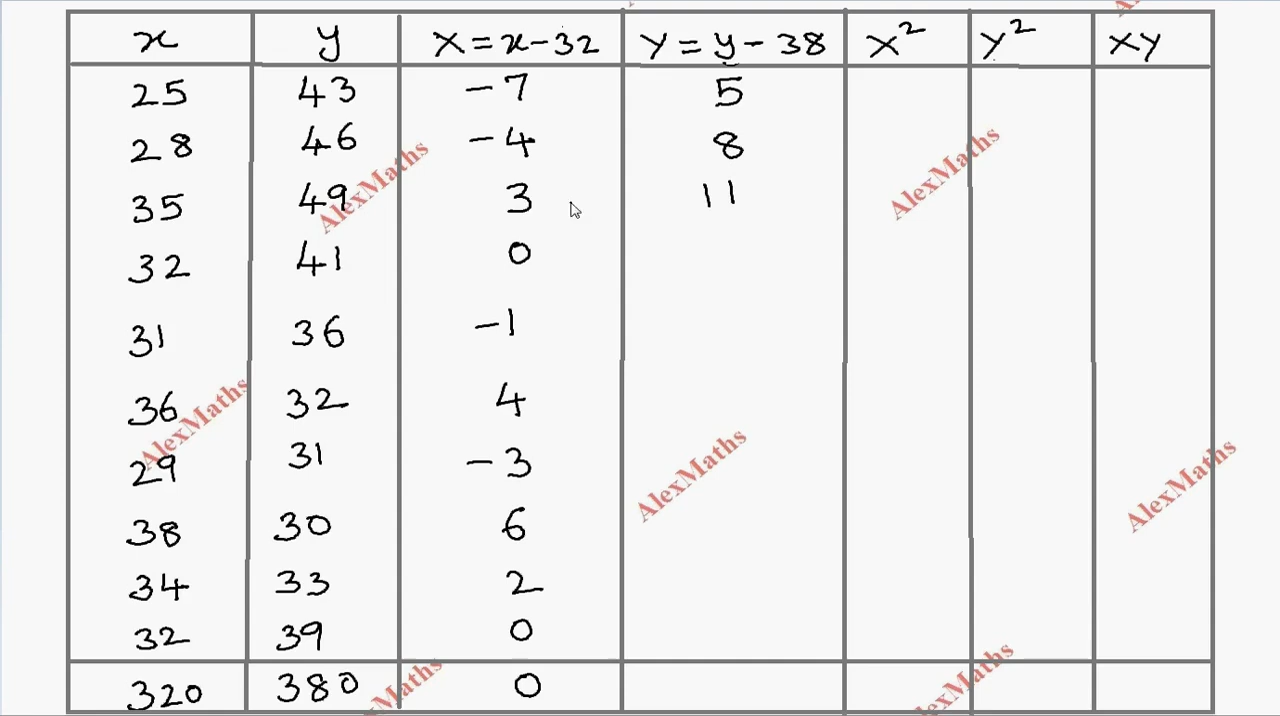 x y X = x - 32 Y = y - 38 X² Y² XY
25 43 - 7 5
28 46 - 4 8
35 49 3 11
32 41 0
31 36 - 1
36 32 4
29 31 - 3
38 30 6
34 33 2
32 39 0
320 380 0
AlexMaths
AlexMaths
AlexMaths
AlexMaths
AlexMaths
AlexMaths
AlexMaths